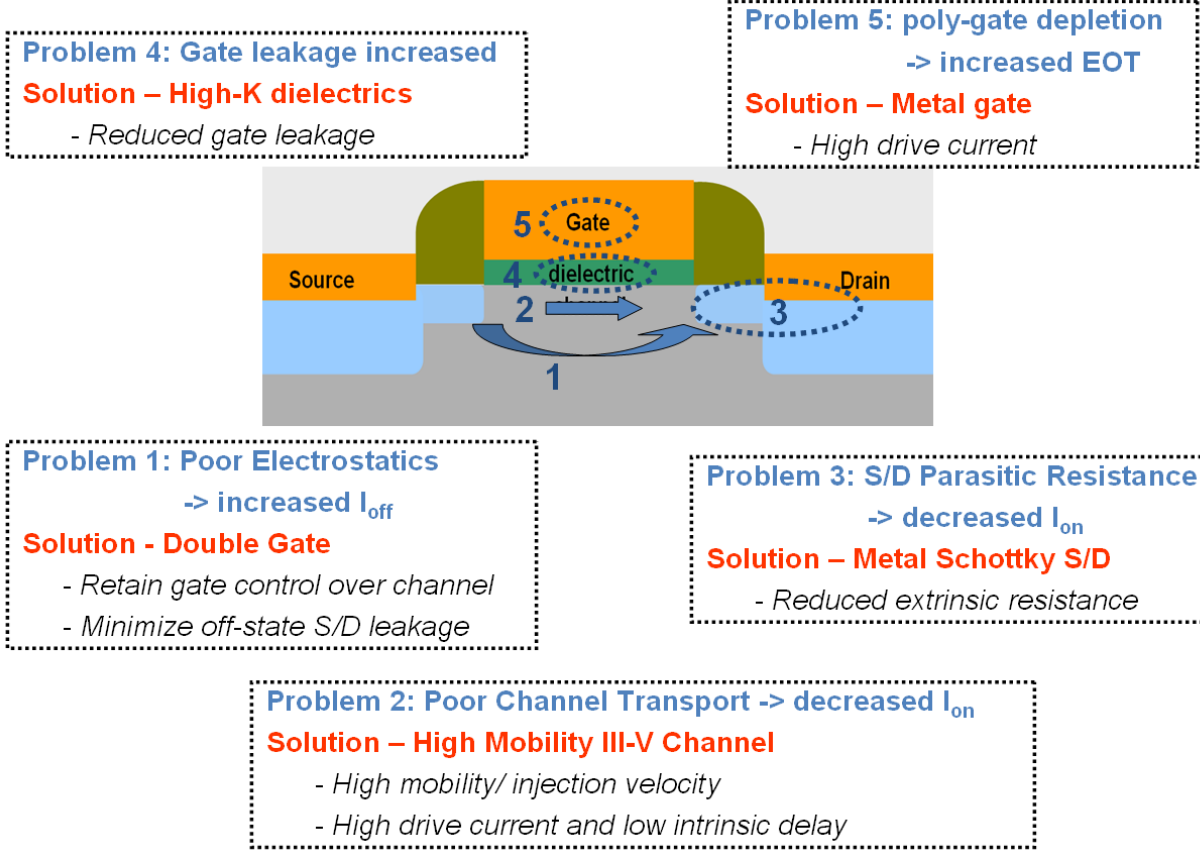 Problem 4: Gate leakage increased
Solution – High-K dielectrics
- Reduced gate leakage
Problem 5: poly-gate depletion
-> increased EOT
Solution – Metal gate
- High drive current
5 Gate
4 dielectric
Source
Drain
2
3
1
Problem 1: Poor Electrostatics
-> increased Ioff
Solution - Double Gate
- Retain gate control over channel
- Minimize off-state S/D leakage
Problem 3: S/D Parasitic Resistance
-> decreased Ion
Solution – Metal Schottky S/D
- Reduced extrinsic resistance
Problem 2: Poor Channel Transport -> decreased Ion
Solution – High Mobility III-V Channel
- High mobility/ injection velocity
- High drive current and low intrinsic delay